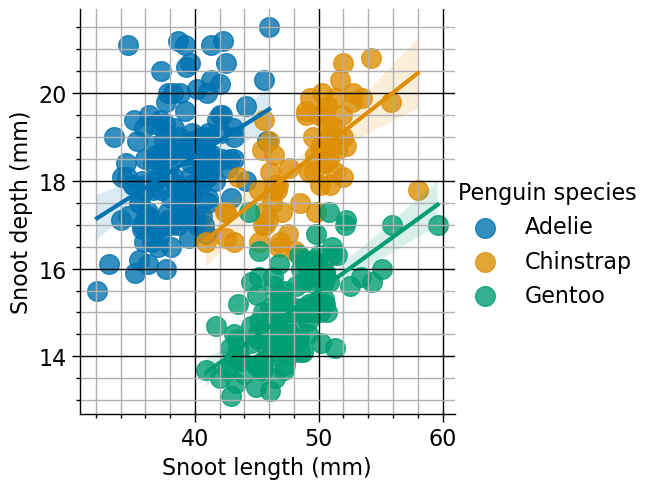 Snoot depth (mm)
20
18
16
14
40 50 60
Snoot length (mm)
Penguin species
Adelie
Chinstrap
Gentoo